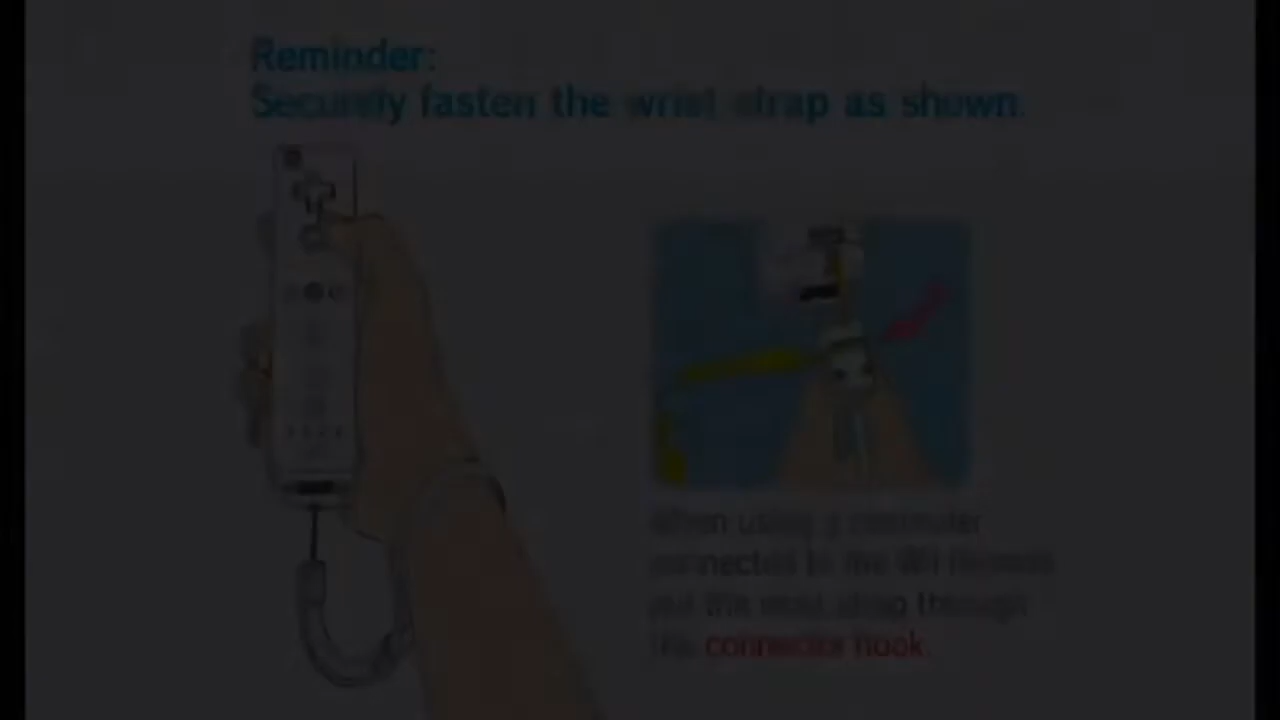 Reminder:
Securely fasten the wrist strap as shown.
When using a
connected to the Wii Remote
put the wrist strap through
the connector hook.